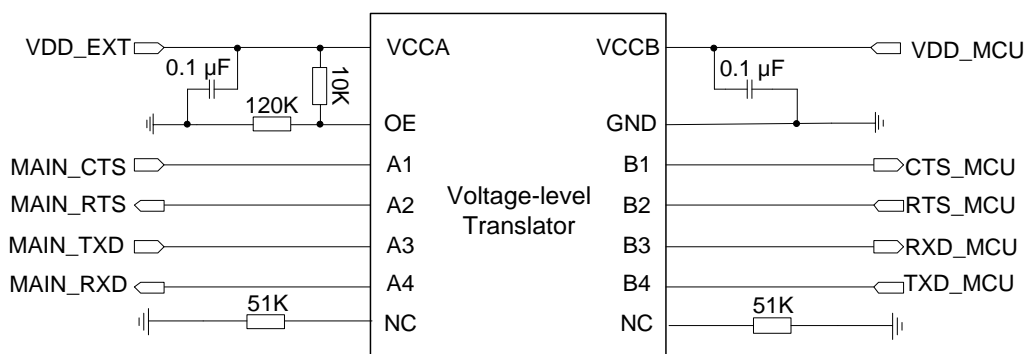 VDD_EXT VCCA VCCB VDD_MCU
0.1 µF 10K 0.1 µF
120K
OE GND
MAIN_CTS A1 B1 CTS_MCU
MAIN_RTS A2 Voltage-level B2 RTS_MCU
Translator
MAIN_TXD A3 B3 RXD_MCU
MAIN_RXD A4 B4 TXD_MCU
51K 51K
NC NC